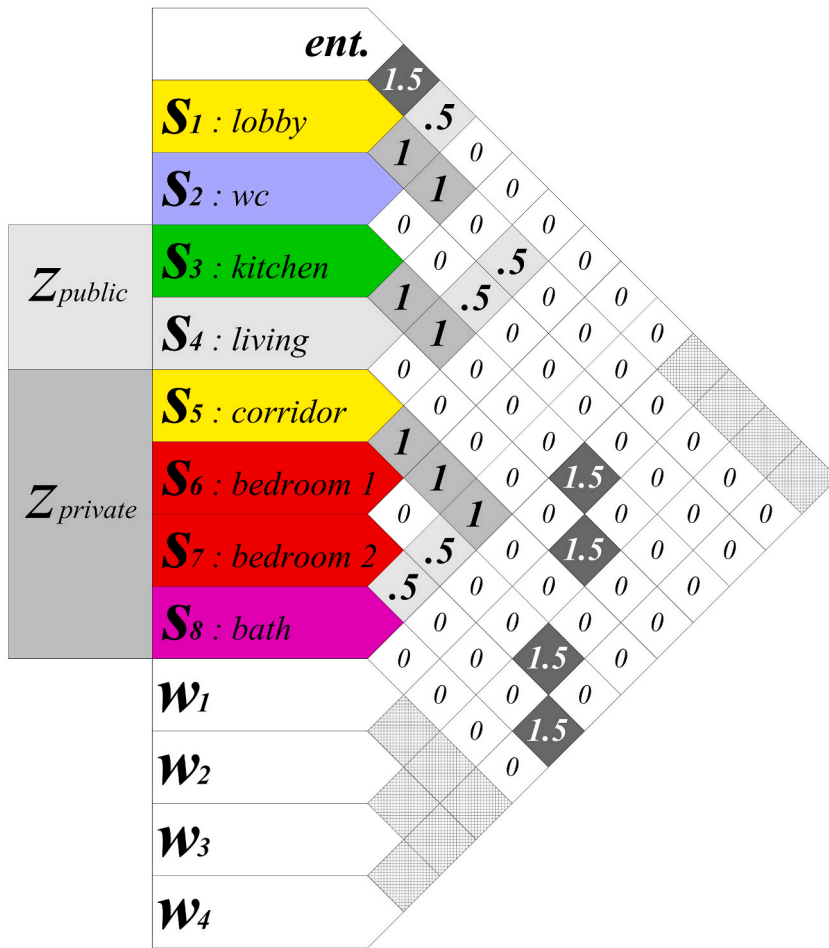 ent.
1.5
S1 : lobby .5
1 0
S2 : wc 1 0
0 0 0
S3 : kitchen 0 .5 0
Zpublic
1 .5 0 0
S4 : living 1 0 0 0
0 0 0 0
S5 : corridor 0 0 0 0
1 0 0 0 0
S6 : bedroom 1 1 0 1.5 0 0
Zprivate
0 1 0 0 0 0
S7 : bedroom 2 .5 0 1.5 0 0
.5 0 0 0 0
S8 : bath 0 0 0 0
0 0 1.5 0
w1 0 0 0
0 1.5
w2 0
w3
w4